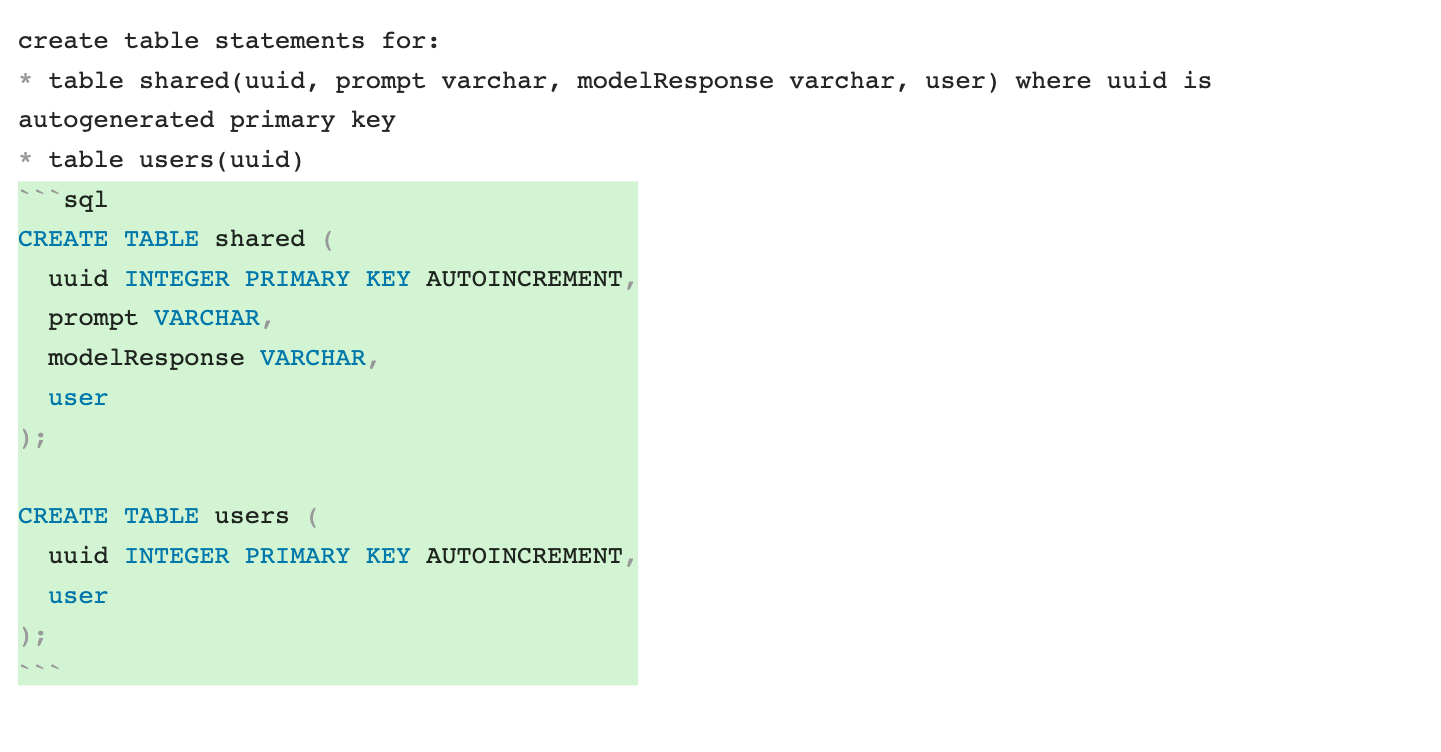 create table statements for:
* table shared(uuid, prompt varchar, modelResponse varchar, user) where uuid is
autogenerated primary key
* table users(uuid)
```sql
CREATE TABLE shared (
  uuid INTEGER PRIMARY KEY AUTOINCREMENT,
  prompt VARCHAR,
  modelResponse VARCHAR,
  user
);

CREATE TABLE users (
  uuid INTEGER PRIMARY KEY AUTOINCREMENT,
  user
);
```